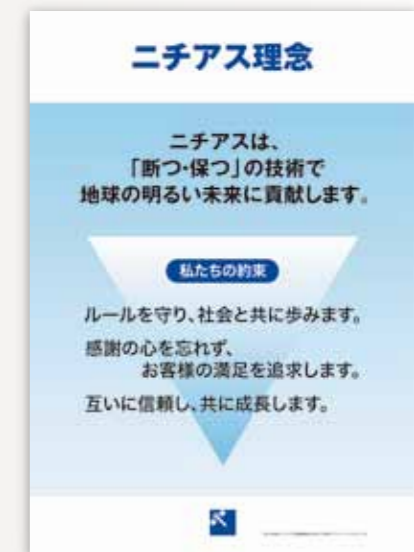 ニチアス理念
ニチアスは、
「断つ・保つ」の技術で
地球の明るい未来に貢献します。
私たちの約束
ルールを守り、社会と共に歩みます。
感謝の心を忘れず、
お客様の満足を追求します。
互いに信頼し、共に成長します。